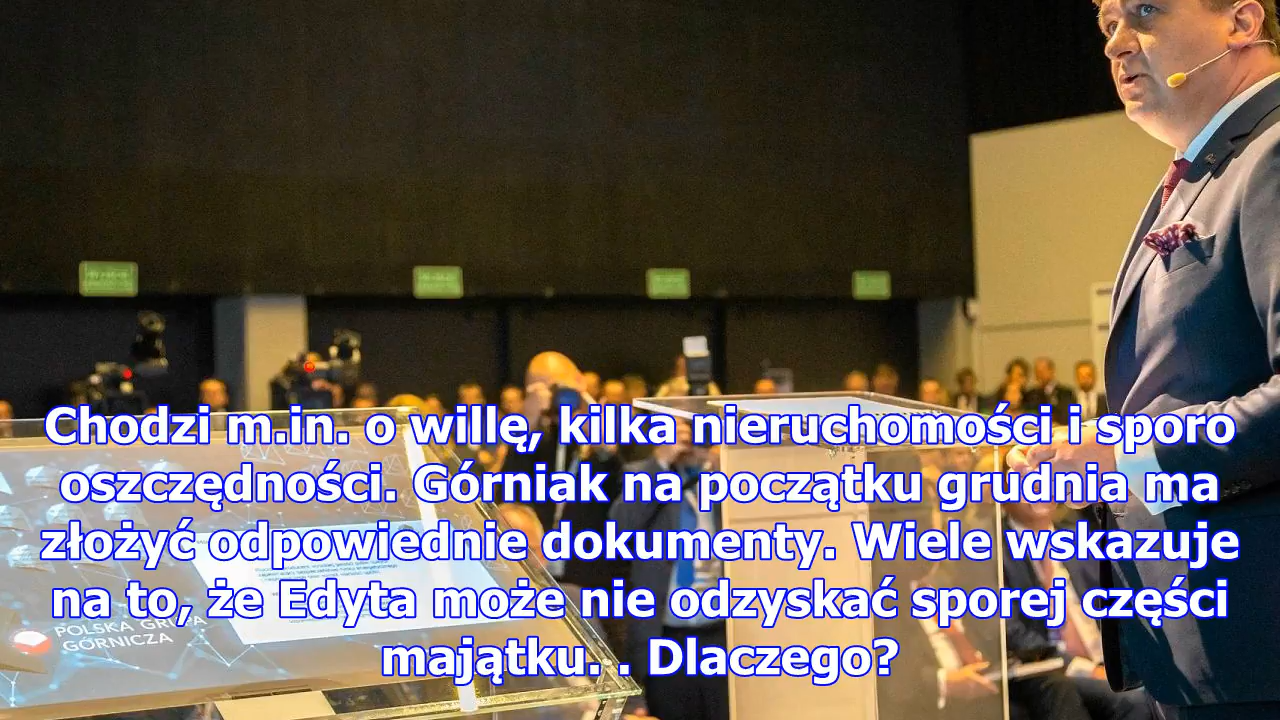 Chodzi m.in. o willę, kilka nieruchomości i sporo
oszczędności. Górniak na początku grudnia ma
złożyć odpowiednie dokumenty. Wiele wskazuje
na to, że Edyta może nie odzyskać sporej części
majątku. . Dlaczego?
POLSKA GRUPA
GÓRNICZA